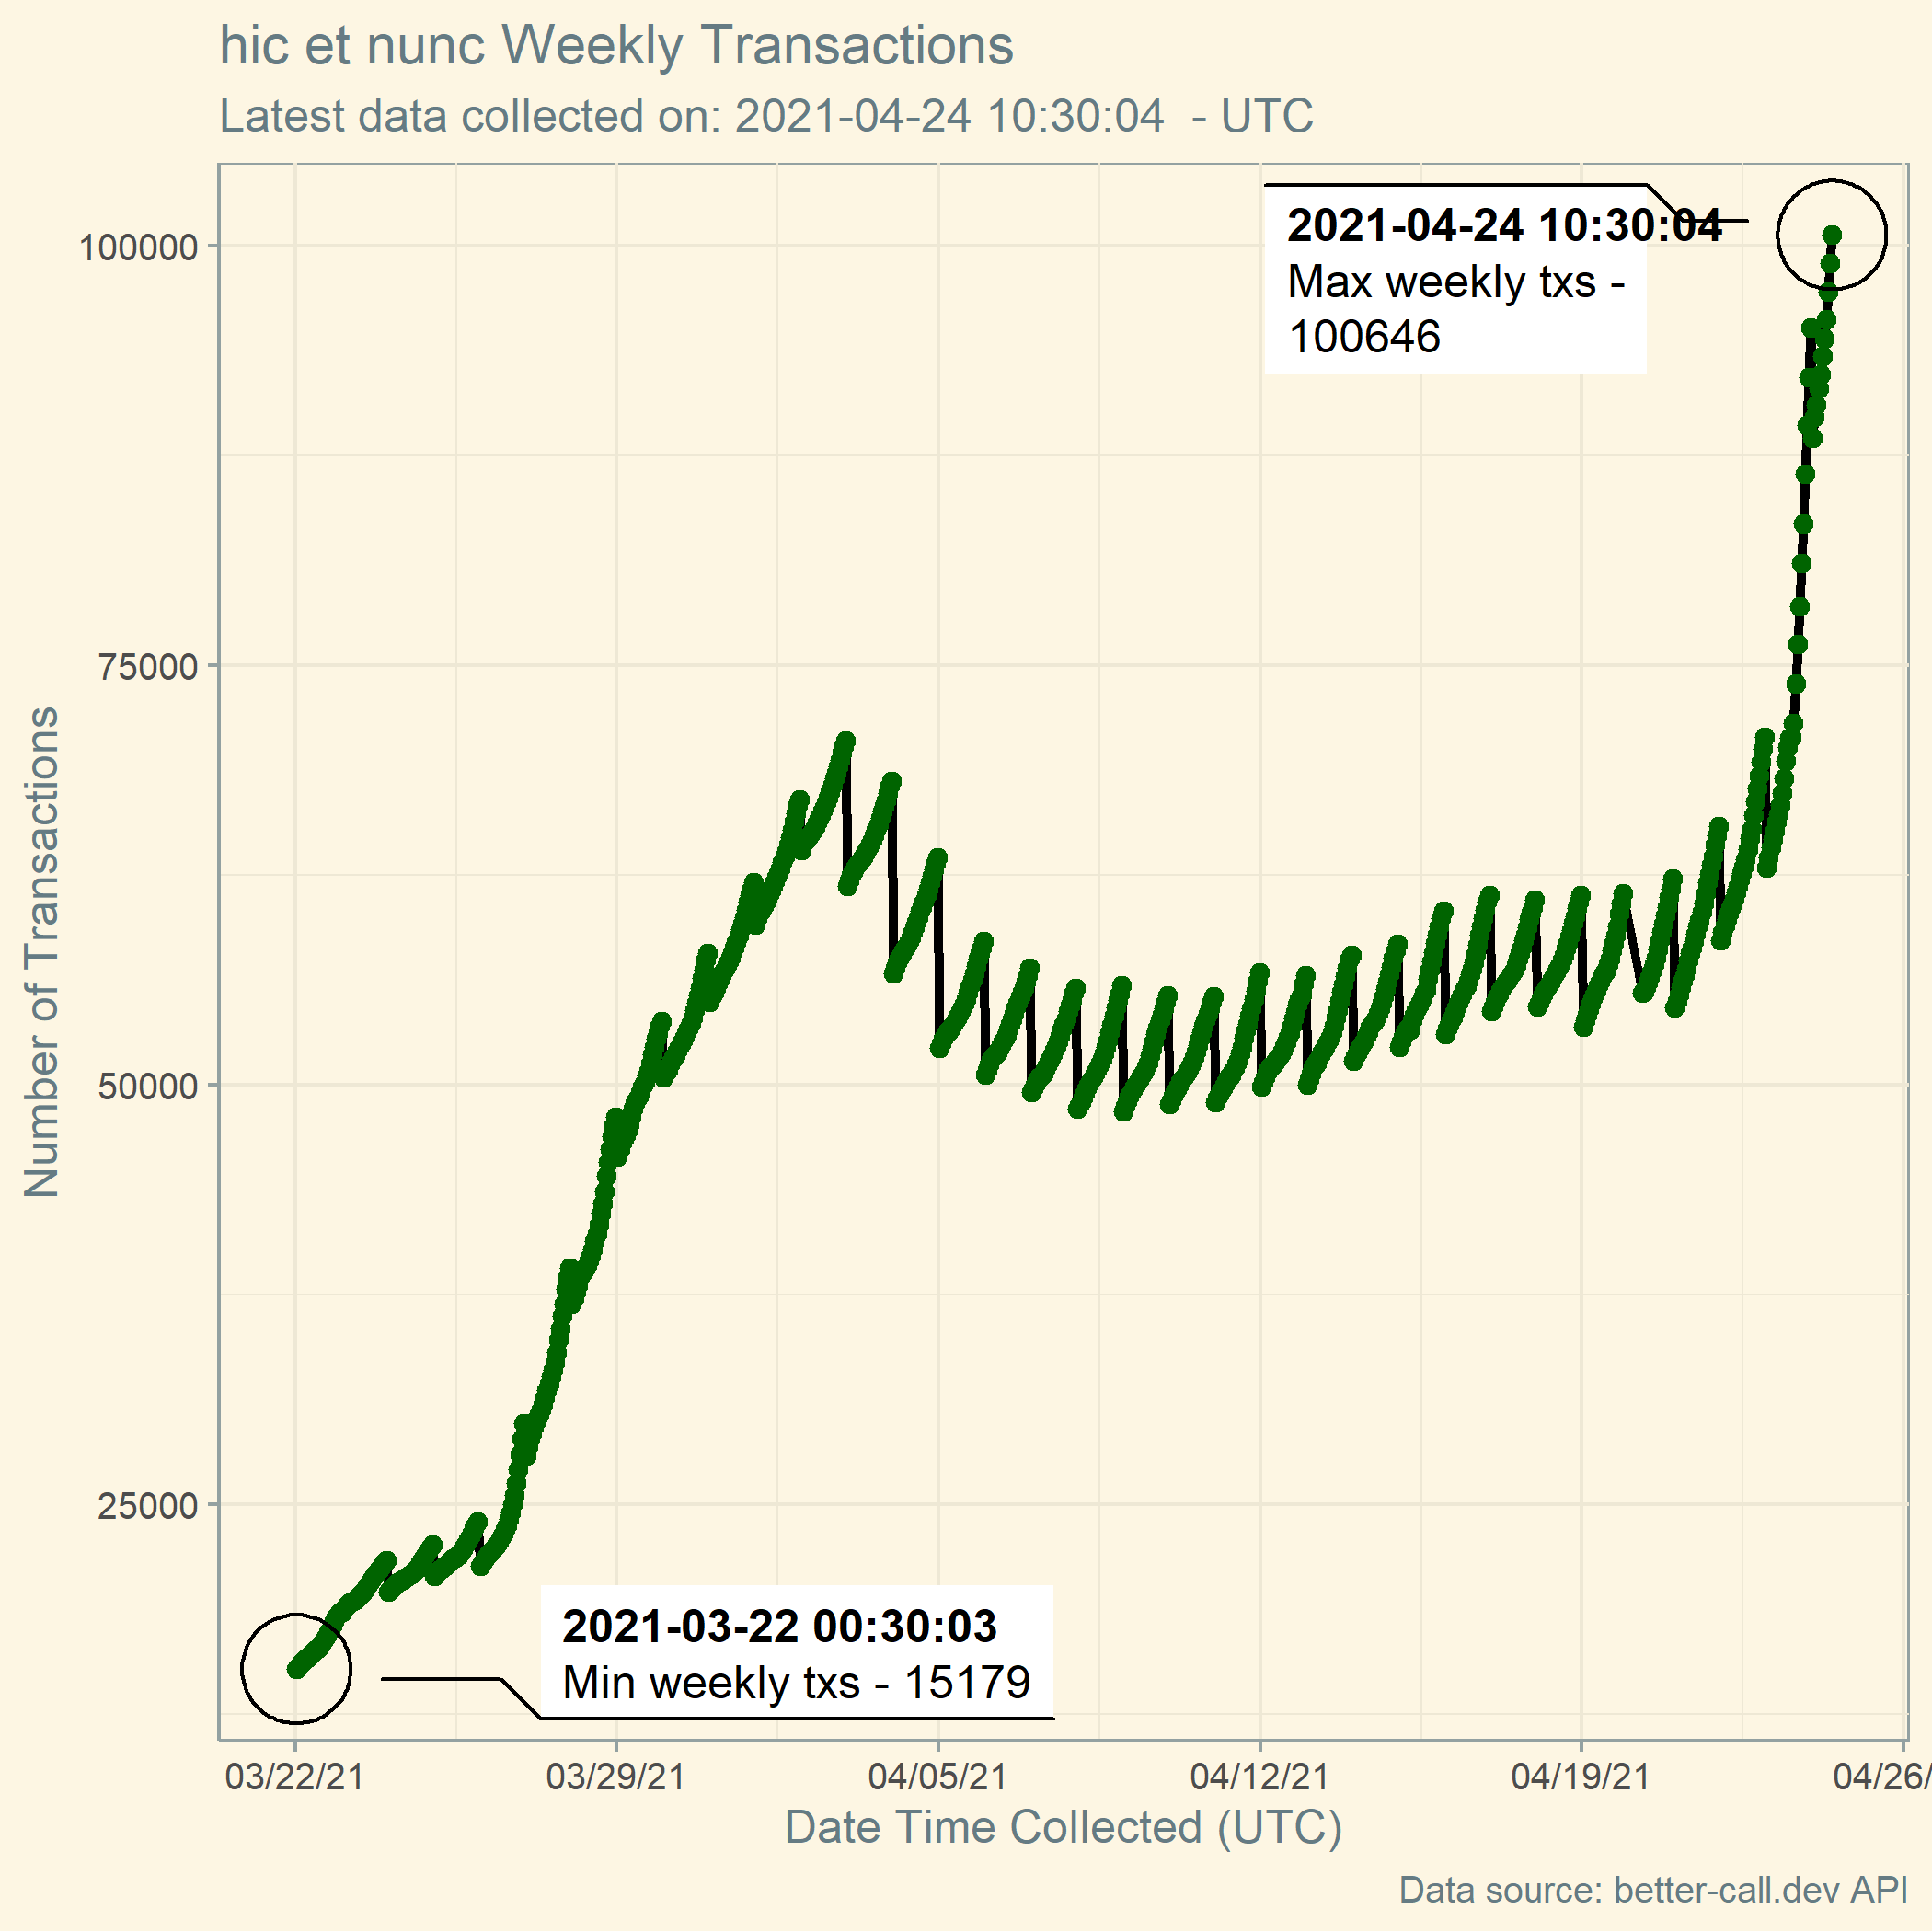 hic et nunc Weekly Transactions
Latest data collected on: 2021-04-24 10:30:04  - UTC
2021-04-24 10:30:04
Max weekly txs -
100646
100000
75000
50000
25000
Number of Transactions
2021-03-22 00:30:03
Min weekly txs - 15179
03/22/21 03/29/21 04/05/21 04/12/21 04/19/21 04/26/
Date Time Collected (UTC)
Data source: better-call.dev API